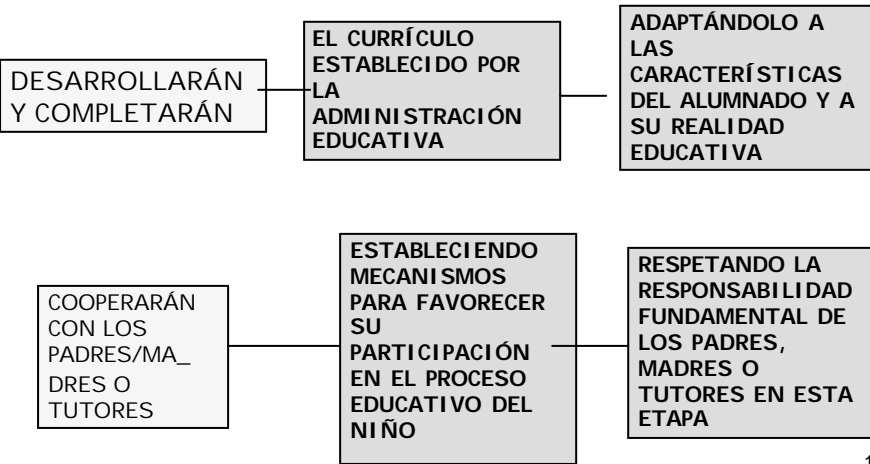 DESARROLLARÁN
Y COMPLETARÁN
EL CURRÍCULO
ESTABLECIDO POR
LA
ADMINISTRACIÓN
EDUCATIVA
ADAPTÁNDOLO A
LAS
CARACTERÍSTICAS
DEL ALUMNADO Y A
SU REALIDAD
EDUCATIVA
COOPERARÁN
CON LOS
PADRES/MA_
DRES O
TUTORES
ESTABLECIENDO
MECANISMOS
PARA FAVORECER
SU
PARTICIPACIÓN
EN EL PROCESO
EDUCATIVO DEL
NIÑO
RESPETANDO LA
RESPONSABILIDAD
FUNDAMENTAL DE
LOS PADRES,
MADRES O
TUTORES EN ESTA
ETAPA